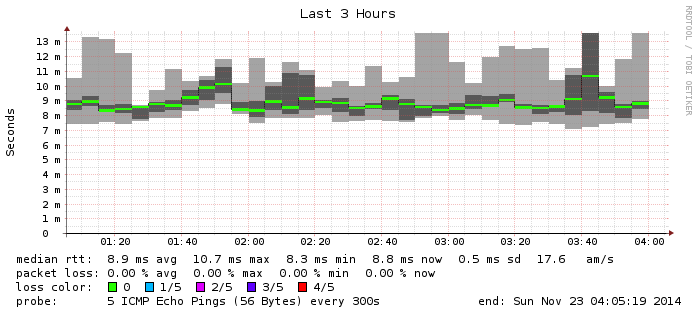 Last 3 Hours
RRDTOOL / TOBI OETIKER
Seconds
13 m
12 m
11 m
10 m
9 m
8 m
7 m
6 m
5 m
4 m
3 m
2 m
1 m
0
01:20 01:40 02:00 02:20 02:40 03:00 03:20 03:40 04:00
median rtt: 8.9 ms avg 10.7 ms max 8.3 ms min 8.8 ms now 0.5 ms sd 17.6 am/s
packet loss: 0.00 % avg 0.00 % max 0.00 % min 0.00 % now
loss color: 0 1/5 2/5 3/5 4/5
probe: 5 ICMP Echo Pings (56 Bytes) every 300s end: Sun Nov 23 04:05:19 2014